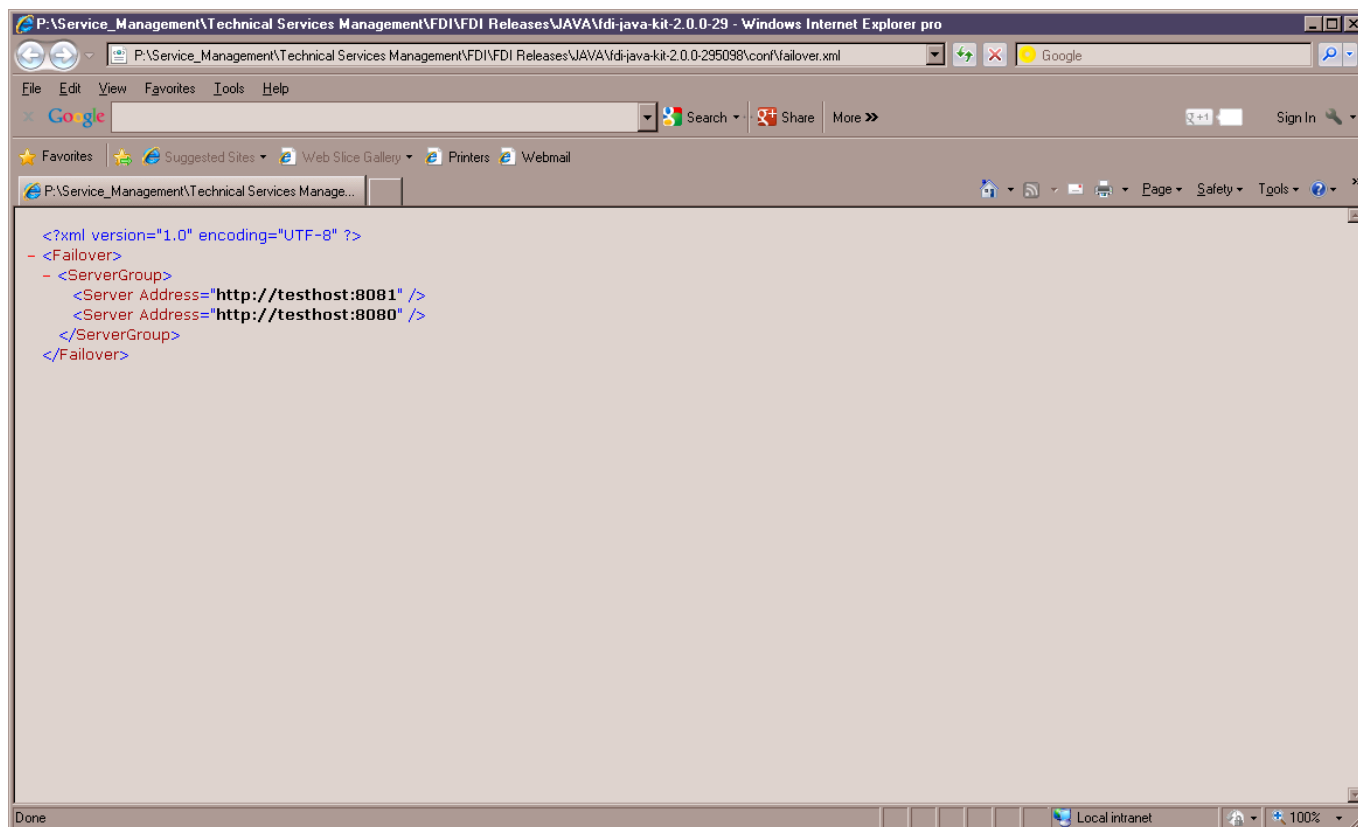 P:\Service_Management\Technical Services Management\FDI\FDI Releases\JAVA\fdi-java-kit-2.0.0-29 - Windows Internet Explorer pro
P:\Service_Management\Technical Services Management\FDI\FDI Releases\JAVA\fdi-java-kit-2.0.0-295098\conf\failover.xml Google
File Edit View Favorites Tools Help
× Google Search Share More >> +1 Sign In
Favorites Suggested Sites Web Slice Gallery Printers Webmail
P:\Service_Management\Technical Services Manage... Page Safety Tools »
<?xml version="1.0" encoding="UTF-8" ?>
- <Failover>
- <ServerGroup>
<Server Address="http://testhost:8081" />
<Server Address="http://testhost:8080" />
</ServerGroup>
</Failover>
Done Local intranet 100%